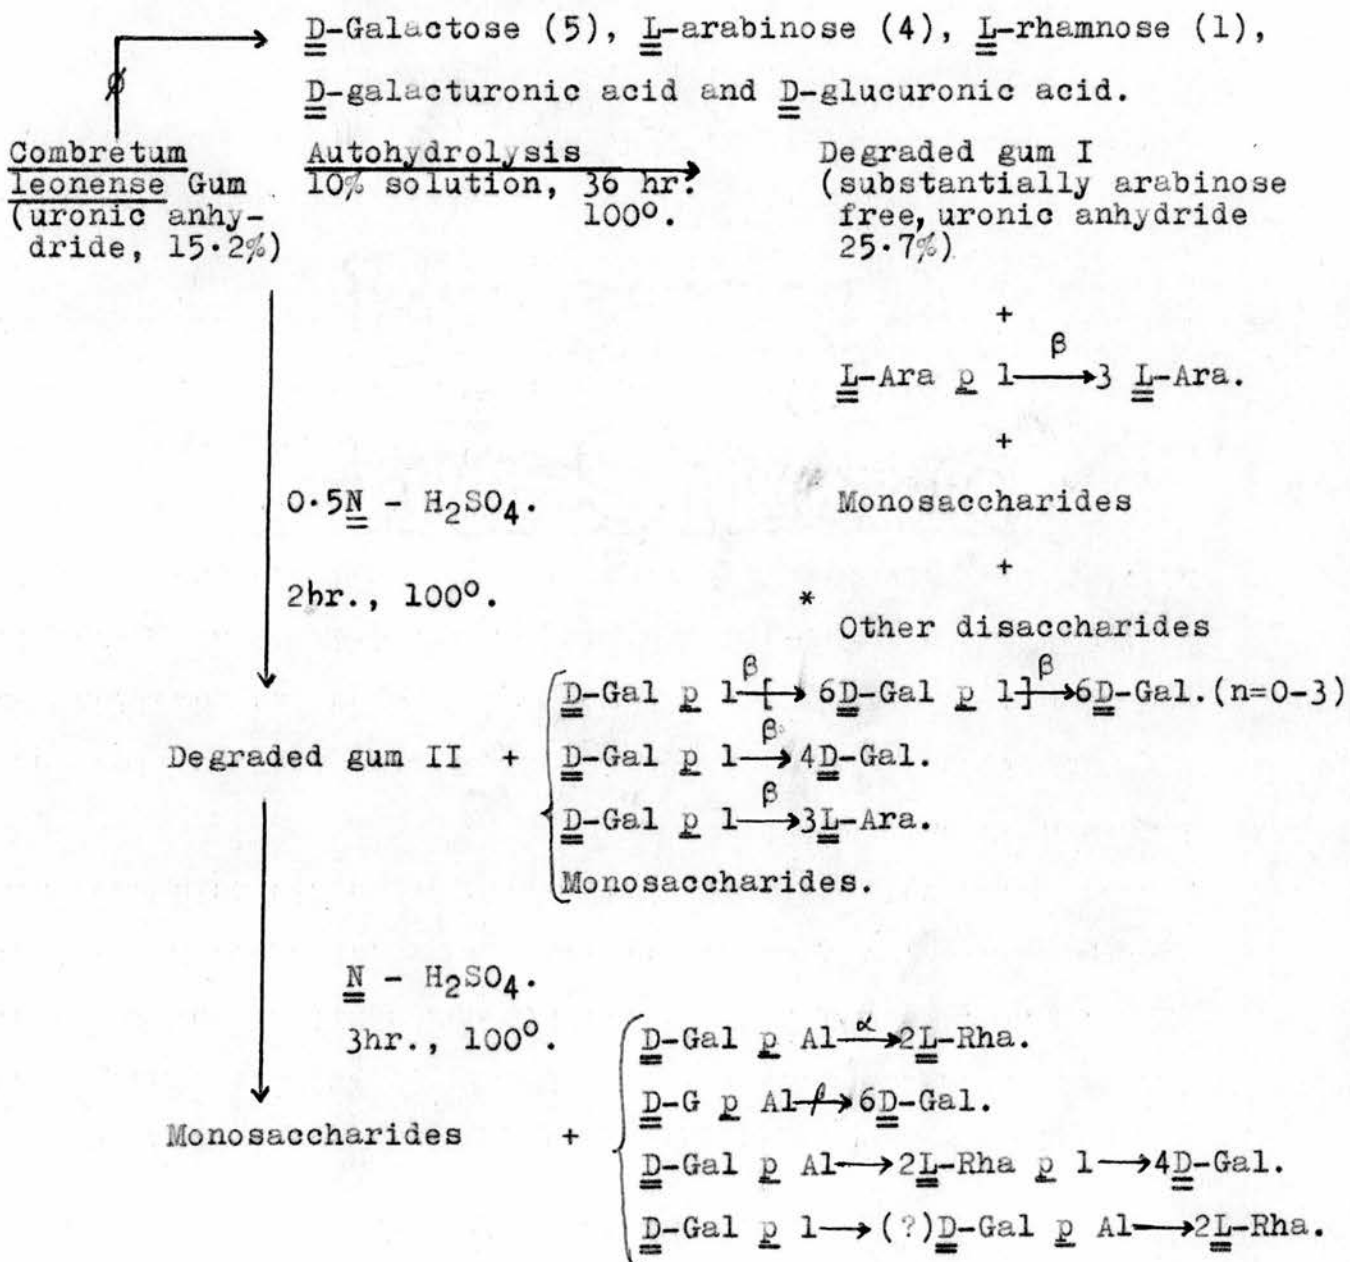 D-Galactose (5), L-arabinose (4), L-rhamnose (1),
ø
D-galacturonic acid and D-glucuronic acid.
Combretum
leonense Gum
(uronic anhy-
dride, 15·2%)
Autohydrolysis
10% solution, 36 hr.
100°.
Degraded gum I
(substantially arabinose
free, uronic anhydride
25·7%)
+
β
L-Ara p 1⟶3 L-Ara.
+
0·5N - H₂SO₄.
Monosaccharides
+
2hr., 100°.
*
Other disaccharides
β β
D-Gal p 1-[→ 6D-Gal p 1]→6D-Gal.(n=0-3)
β
Degraded gum II + D-Gal p 1⟶4D-Gal.
β
D-Gal p 1⟶3L-Ara.
Monosaccharides.
N - H₂SO₄.
3hr., 100°.
α
D-Gal p A1⟶2L-Rha.
β
D-G p A1⟶6D-Gal.
Monosaccharides + D-Gal p A1⟶2L-Rha p 1⟶4D-Gal.
D-Gal p 1⟶(?)D-Gal p A1⟶2L-Rha.